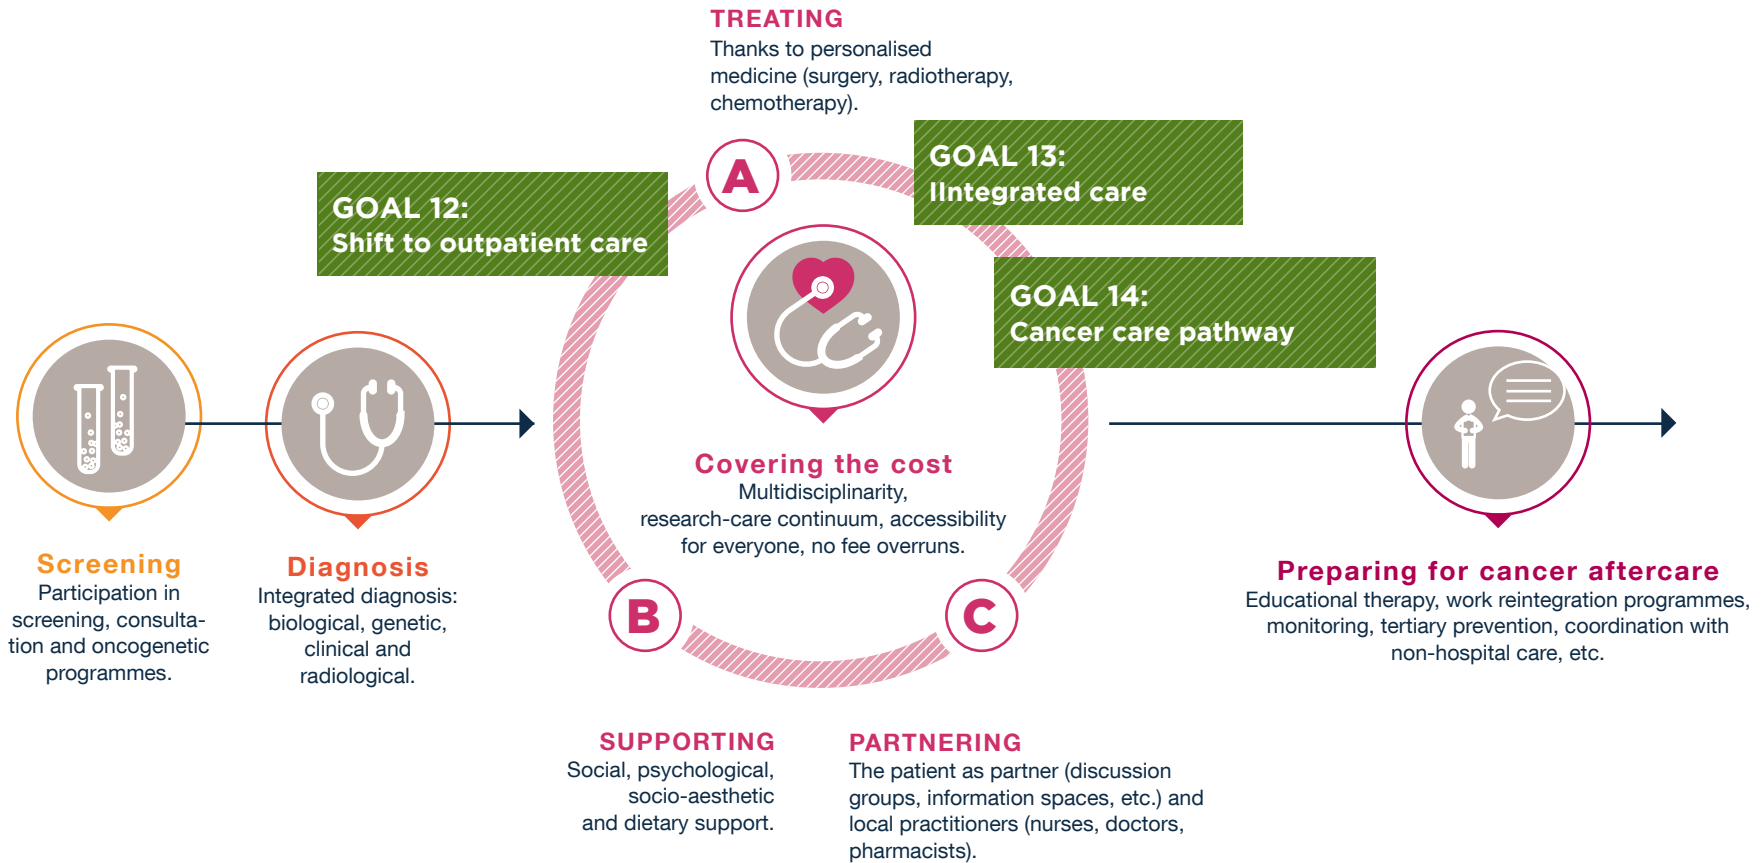 TREATING
Thanks to personalised
medicine (surgery, radiotherapy,
chemotherapy).
A
GOAL 12:
Shift to outpatient care
GOAL 13:
IIntegrated care
GOAL 14:
Cancer care pathway
Screening
Participation in
screening, consulta-
tion and oncogenetic
programmes.
Diagnosis
Integrated diagnosis:
biological, genetic,
clinical and
radiological.
Covering the cost
Multidisciplinarity,
research-care continuum, accessibility
for everyone, no fee overruns.
B
C
Preparing for cancer aftercare
Educational therapy, work reintegration programmes,
monitoring, tertiary prevention, coordination with
non-hospital care, etc.
SUPPORTING
Social, psychological,
socio-aesthetic
and dietary support.
PARTNERING
The patient as partner (discussion
groups, information spaces, etc.) and
local practitioners (nurses, doctors,
pharmacists).